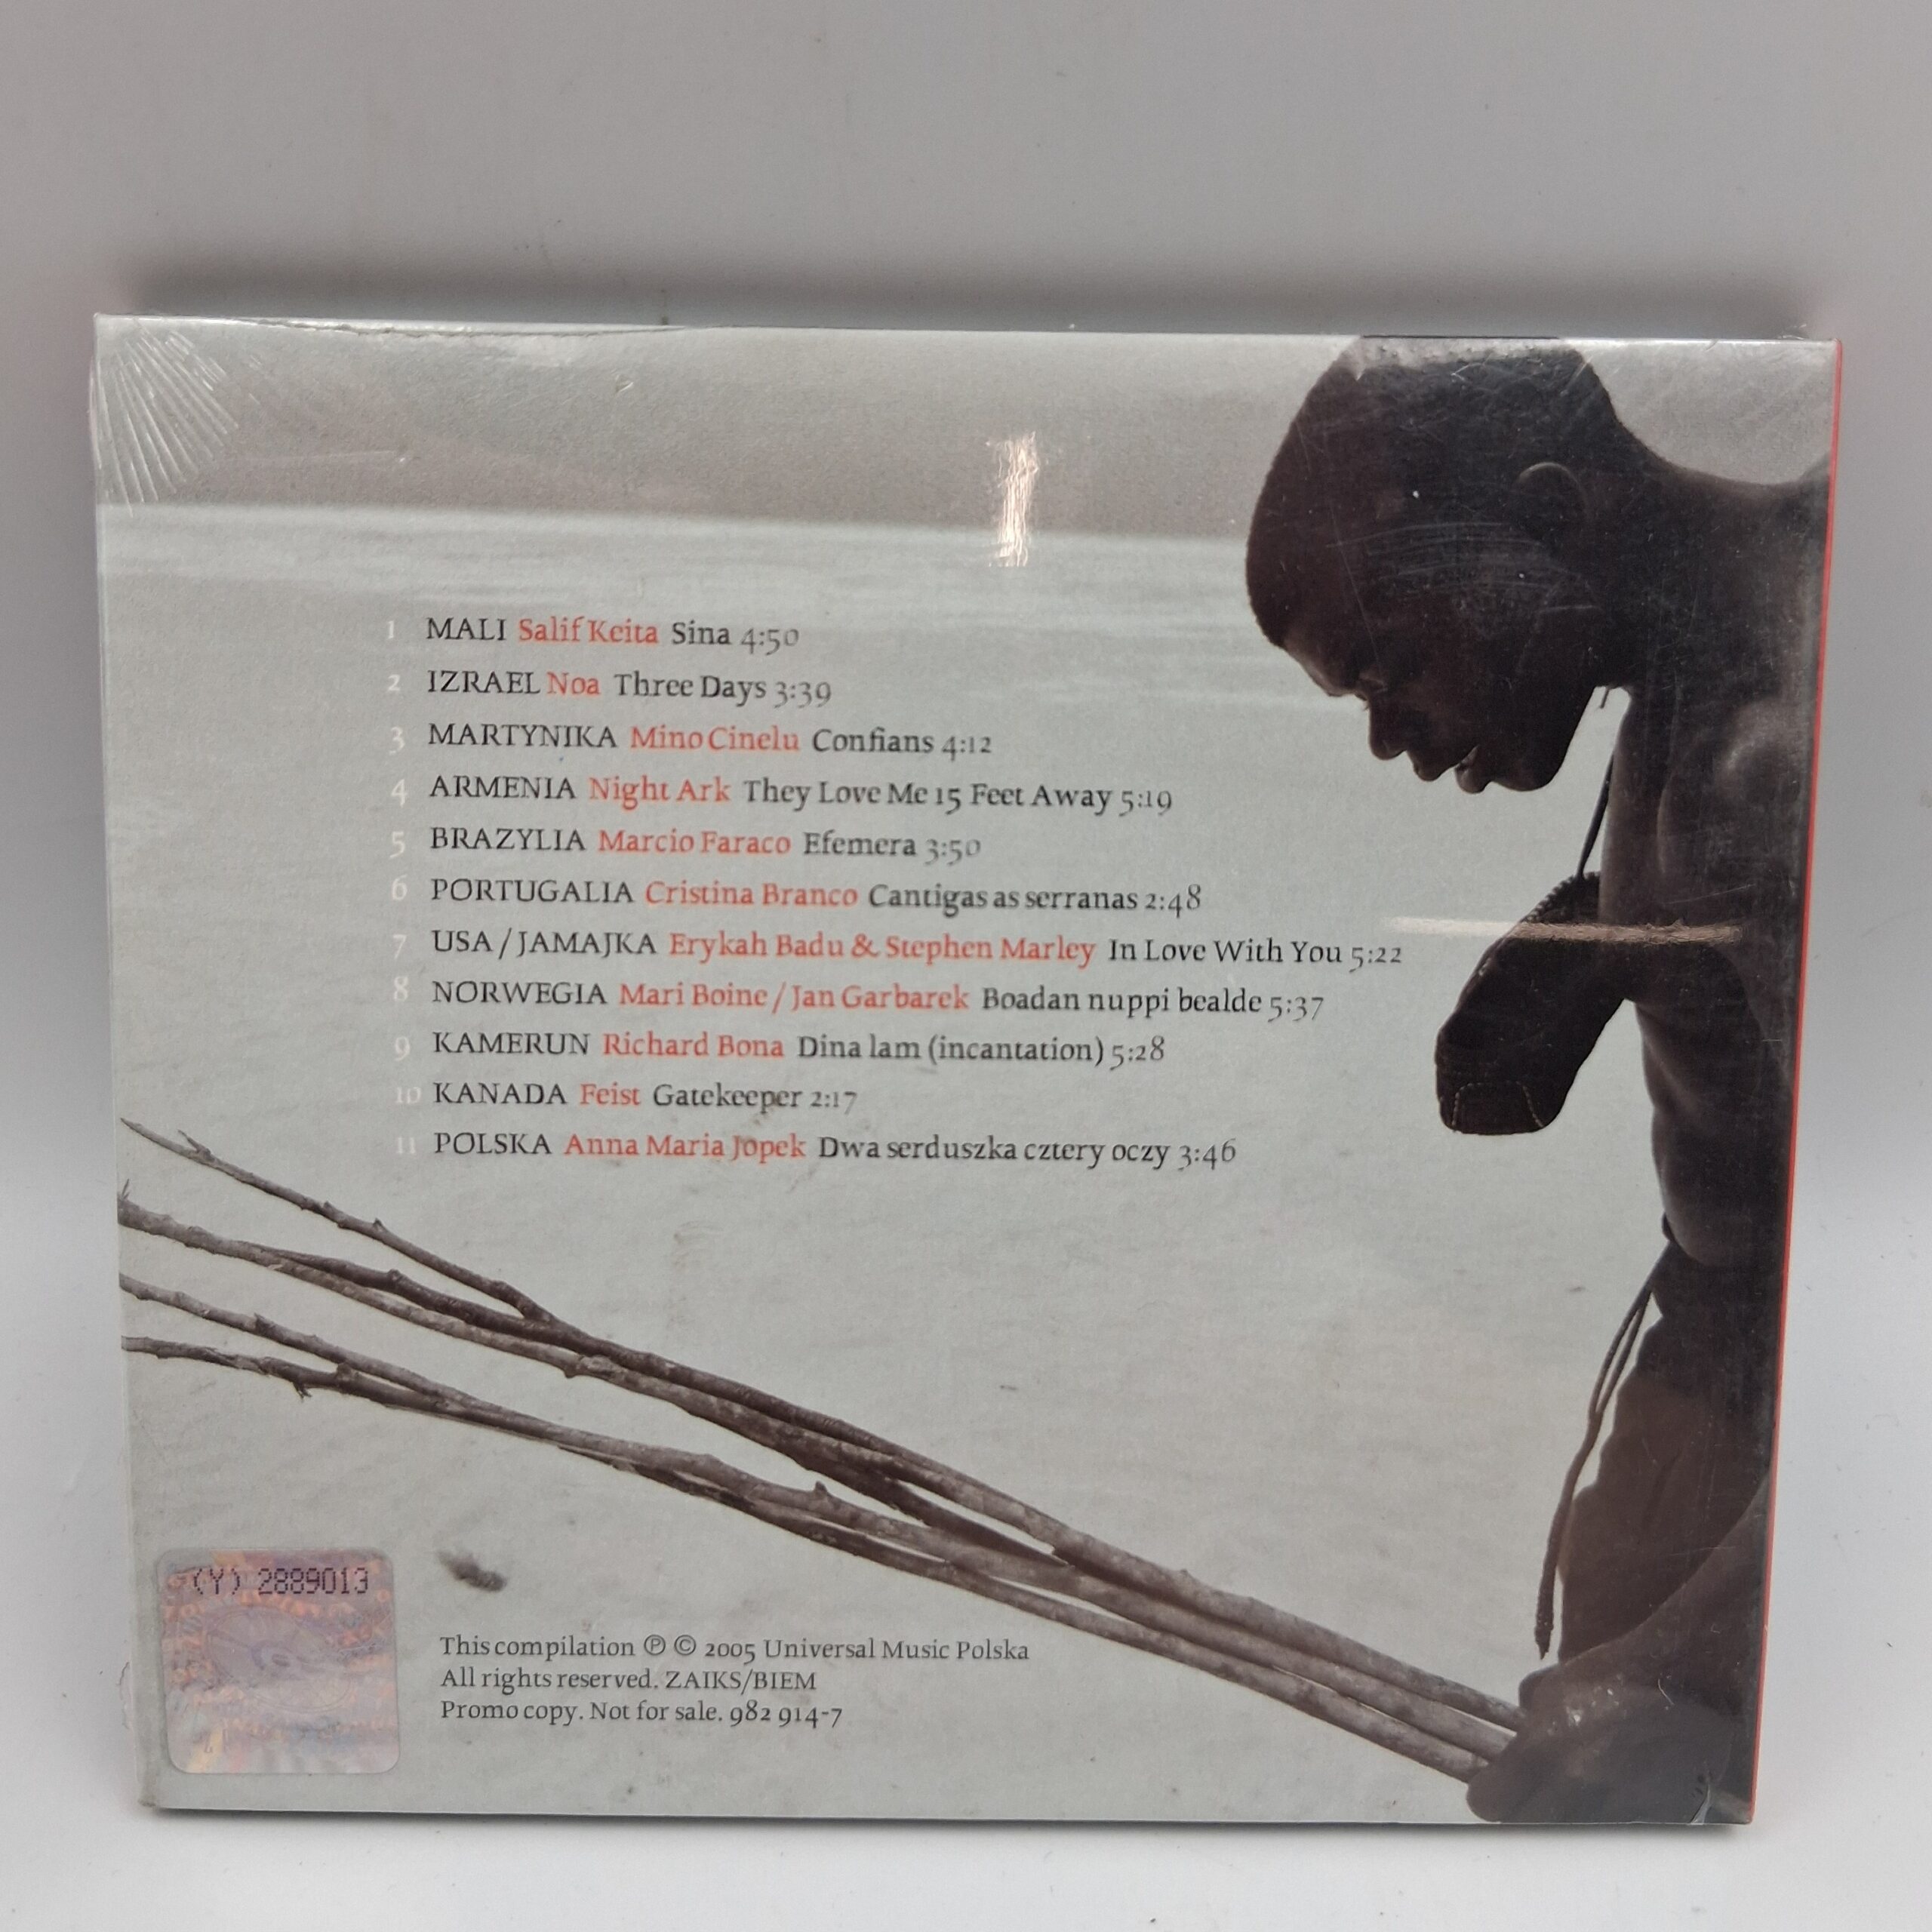 1 MALI Salif Keita Sina 4:50
2 IZRAEL Noa Three Days 3:39
3 MARTYNIKA Mino Cinelu Confians 4:12
4 ARMENIA Night Ark They Love Me 15 Feet Away 5:19
5 BRAZYLIA Marcio Faraco Efemera 3:50
6 PORTUGALIA Cristina Branco Cantigas as serranas 2:48
7 USA / JAMAJKA Erykah Badu & Stephen Marley In Love With You 5:22
8 NORWEGIA Mari Boine / Jan Garbarek Boadan nuppi bealde 5:37
9 KAMERUN Richard Bona Dina lam (incantation) 5:28
10 KANADA Feist Gatekeeper 2:17
11 POLSKA Anna Maria Jopek Dwa serduszka cztery oczy 3:46
(Y) 2889013
This compilation ℗ © 2005 Universal Music Polska
All rights reserved. ZAIKS/BIEM
Promo copy. Not for sale. 982 914-7